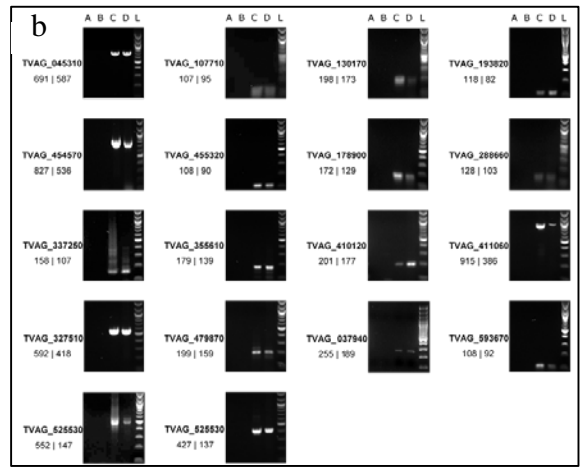 b
A B C D L A B C D L A B C D L A B C D L
TVAG_045310
691 | 587
TVAG_107710
107 | 95
TVAG_130170
198 | 173
TVAG_193820
118 | 82
TVAG_454570
827 | 536
TVAG_455320
108 | 90
TVAG_178900
172 | 129
TVAG_288660
128 | 103
TVAG_337250
158 | 107
TVAG_355610
179 | 139
TVAG_410120
201 | 177
TVAG_411060
915 | 386
TVAG_327510
592 | 418
TVAG_479870
199 | 159
TVAG_037940
255 | 189
TVAG_593670
108 | 92
TVAG_525530
552 | 147
TVAG_525530
427 | 137